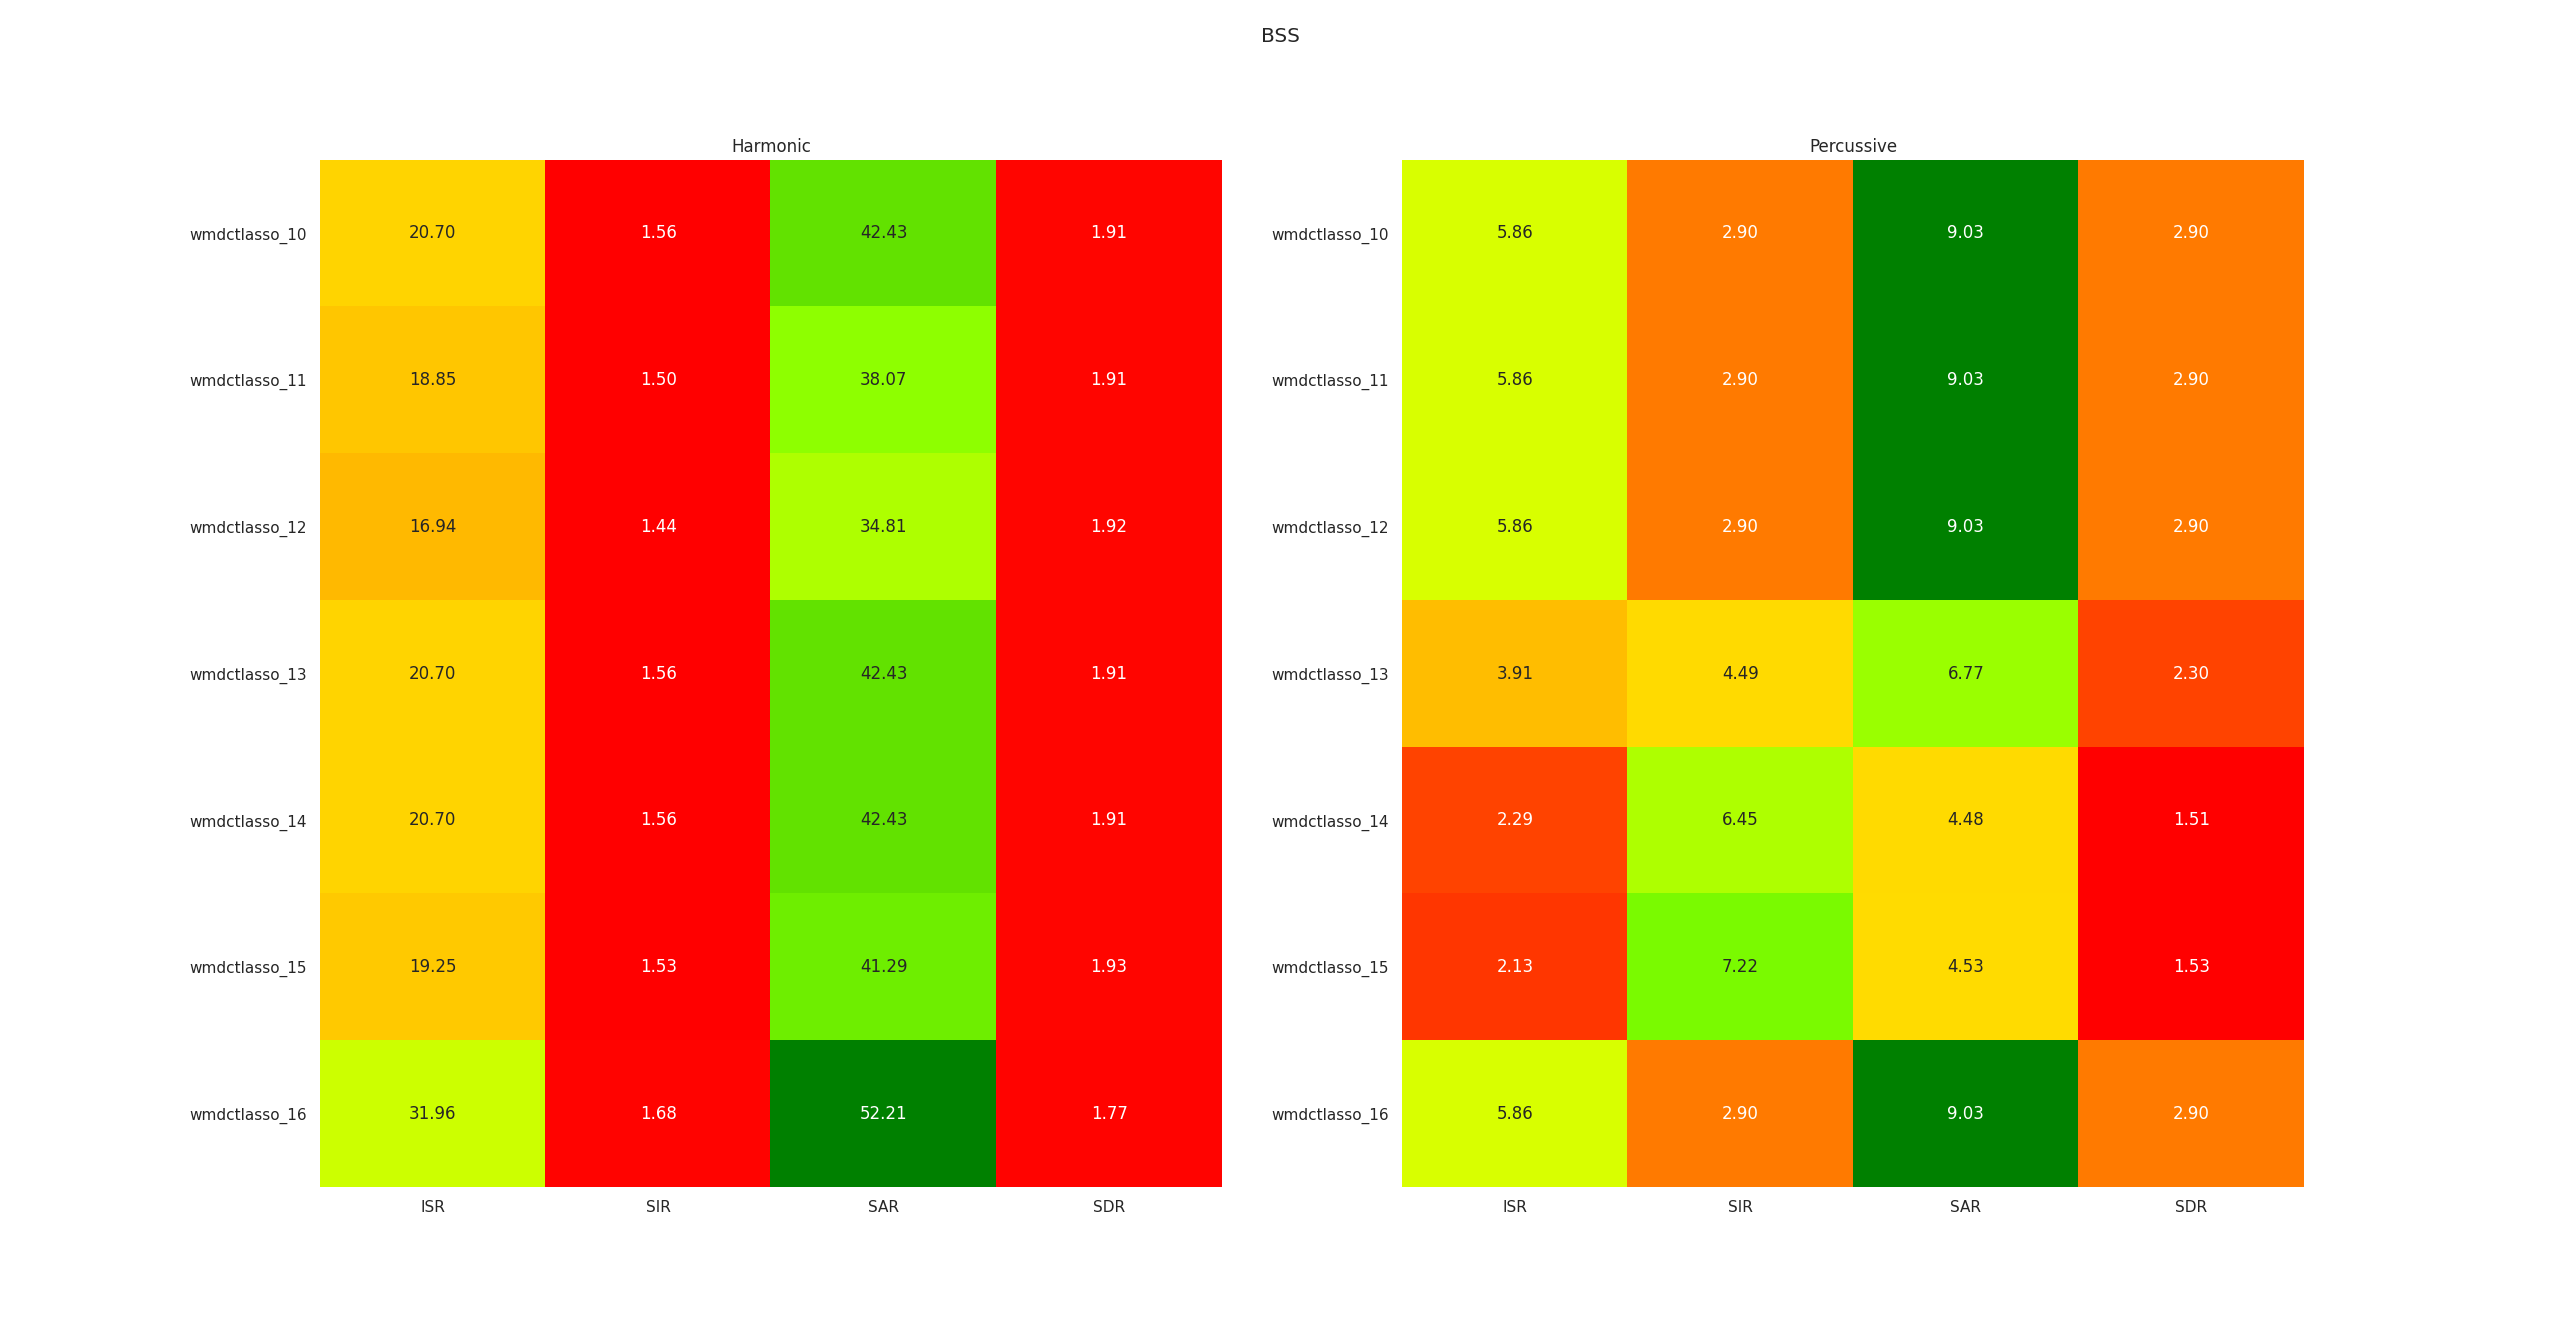 BSS
Harmonic
wmdctlasso_10 20.70 1.56 42.43 1.91
wmdctlasso_11 18.85 1.50 38.07 1.91
wmdctlasso_12 16.94 1.44 34.81 1.92
wmdctlasso_13 20.70 1.56 42.43 1.91
wmdctlasso_14 20.70 1.56 42.43 1.91
wmdctlasso_15 19.25 1.53 41.29 1.93
wmdctlasso_16 31.96 1.68 52.21 1.77
ISR SIR SAR SDR
Percussive
wmdctlasso_10 5.86 2.90 9.03 2.90
wmdctlasso_11 5.86 2.90 9.03 2.90
wmdctlasso_12 5.86 2.90 9.03 2.90
wmdctlasso_13 3.91 4.49 6.77 2.30
wmdctlasso_14 2.29 6.45 4.48 1.51
wmdctlasso_15 2.13 7.22 4.53 1.53
wmdctlasso_16 5.86 2.90 9.03 2.90
ISR SIR SAR SDR